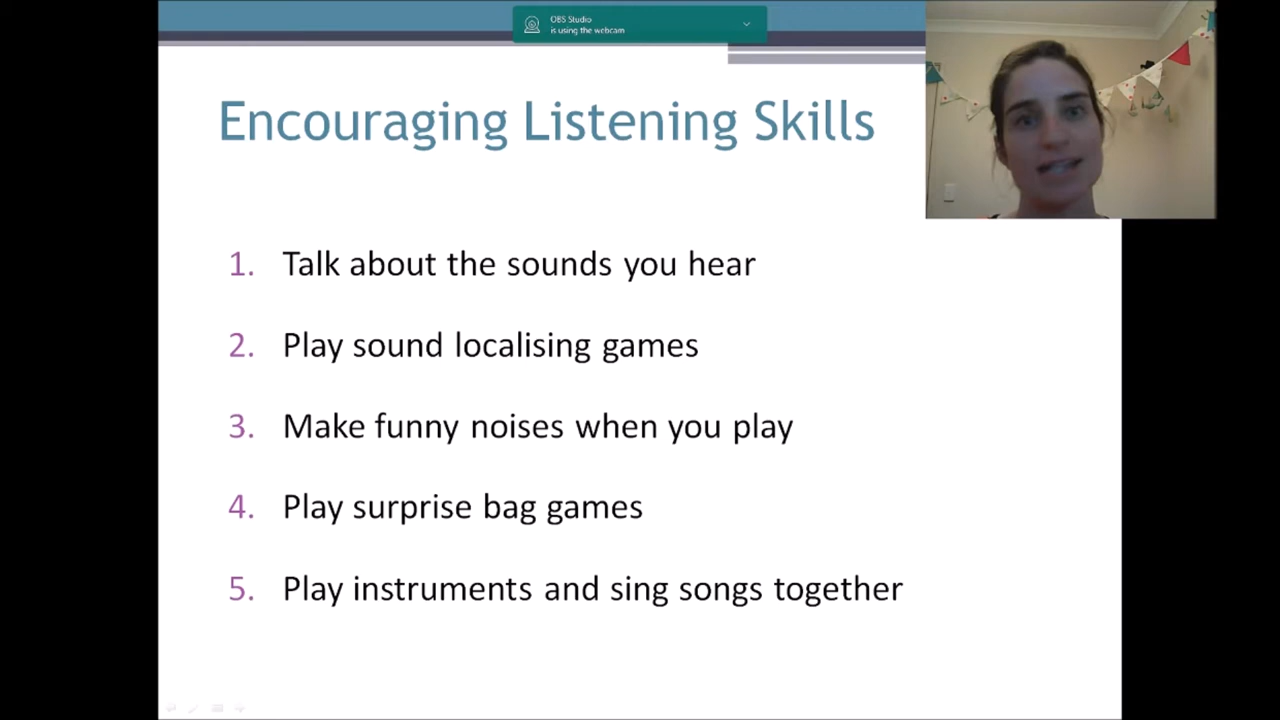 OBS Studio
is using the webcam
Encouraging Listening Skills
1. Talk about the sounds you hear
2. Play sound localising games
3. Make funny noises when you play
4. Play surprise bag games
5. Play instruments and sing songs together